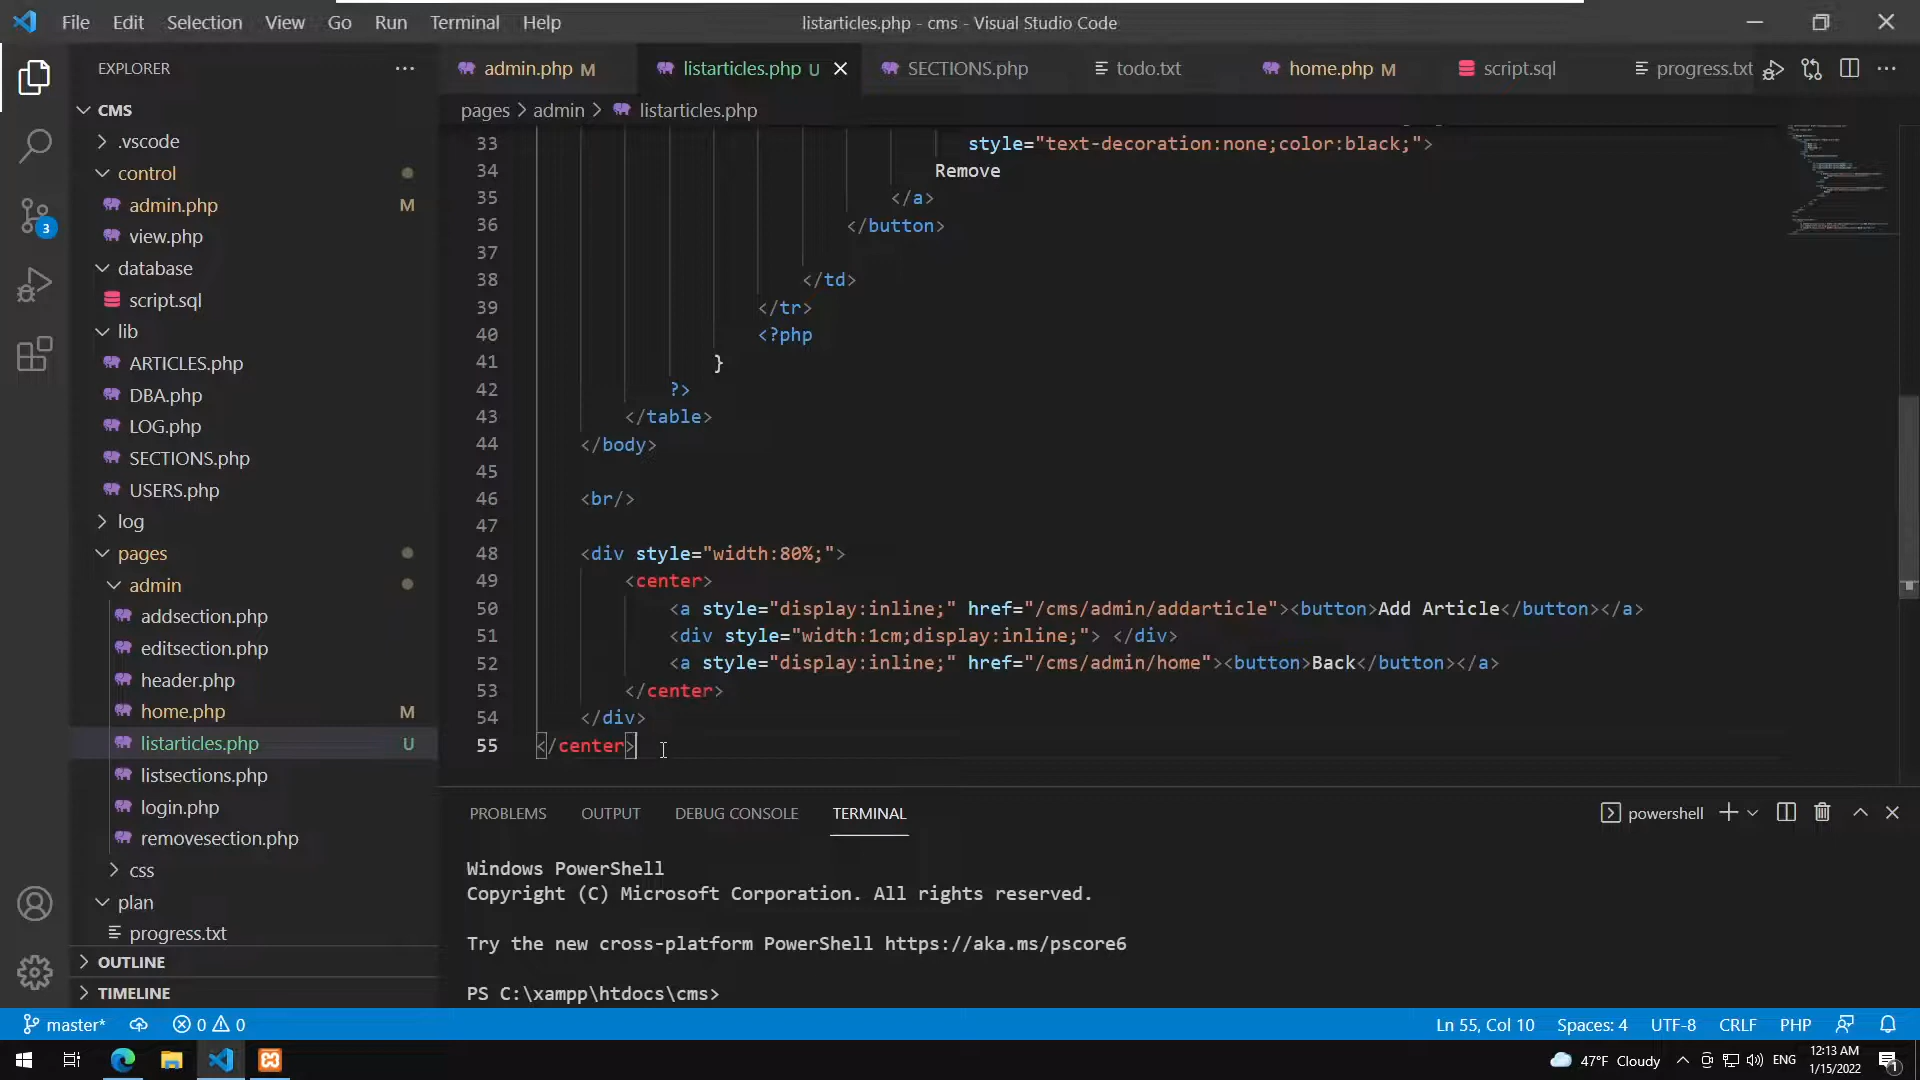 File Edit Selection View Go Run Terminal Help
listarticles.php - cms - Visual Studio Code
EXPLORER
admin.php M
listarticles.php U
SECTIONS.php
todo.txt
home.php M
script.sql
progress.txt
pages > admin > listarticles.php
CMS
.vscode
control
admin.php M
view.php
database
script.sql
lib
ARTICLES.php
DBA.php
LOG.php
SECTIONS.php
USERS.php
log
pages
admin
addsection.php
editsection.php
header.php
home.php M
listarticles.php U
listsections.php
login.php
removesection.php
css
plan
progress.txt
OUTLINE
TIMELINE
3
33 style="text-decoration:none;color:black;">
34 Remove
35 </a>
36 </button>
37
38 </td>
39 </tr>
40 <?php
41 }
42 ?>
43 </table>
44 </body>
45
46 <br/>
47
48 <div style="width:80%;">
49 <center>
50 <a style="display:inline;" href="/cms/admin/addarticle"><button>Add Article</button></a>
51 <div style="width:1cm;display:inline;"> </div>
52 <a style="display:inline;" href="/cms/admin/home"><button>Back</button></a>
53 </center>
54 </div>
55 </center>
PROBLEMS OUTPUT DEBUG CONSOLE TERMINAL
powershell
Windows PowerShell
Copyright (C) Microsoft Corporation. All rights reserved.
Try the new cross-platform PowerShell https://aka.ms/pscore6
PS C:\xampp\htdocs\cms>
master* 0 0
Ln 55, Col 10 Spaces: 4 UTF-8 CRLF PHP
47°F Cloudy
ENG
12:13 AM
1/15/2022
1